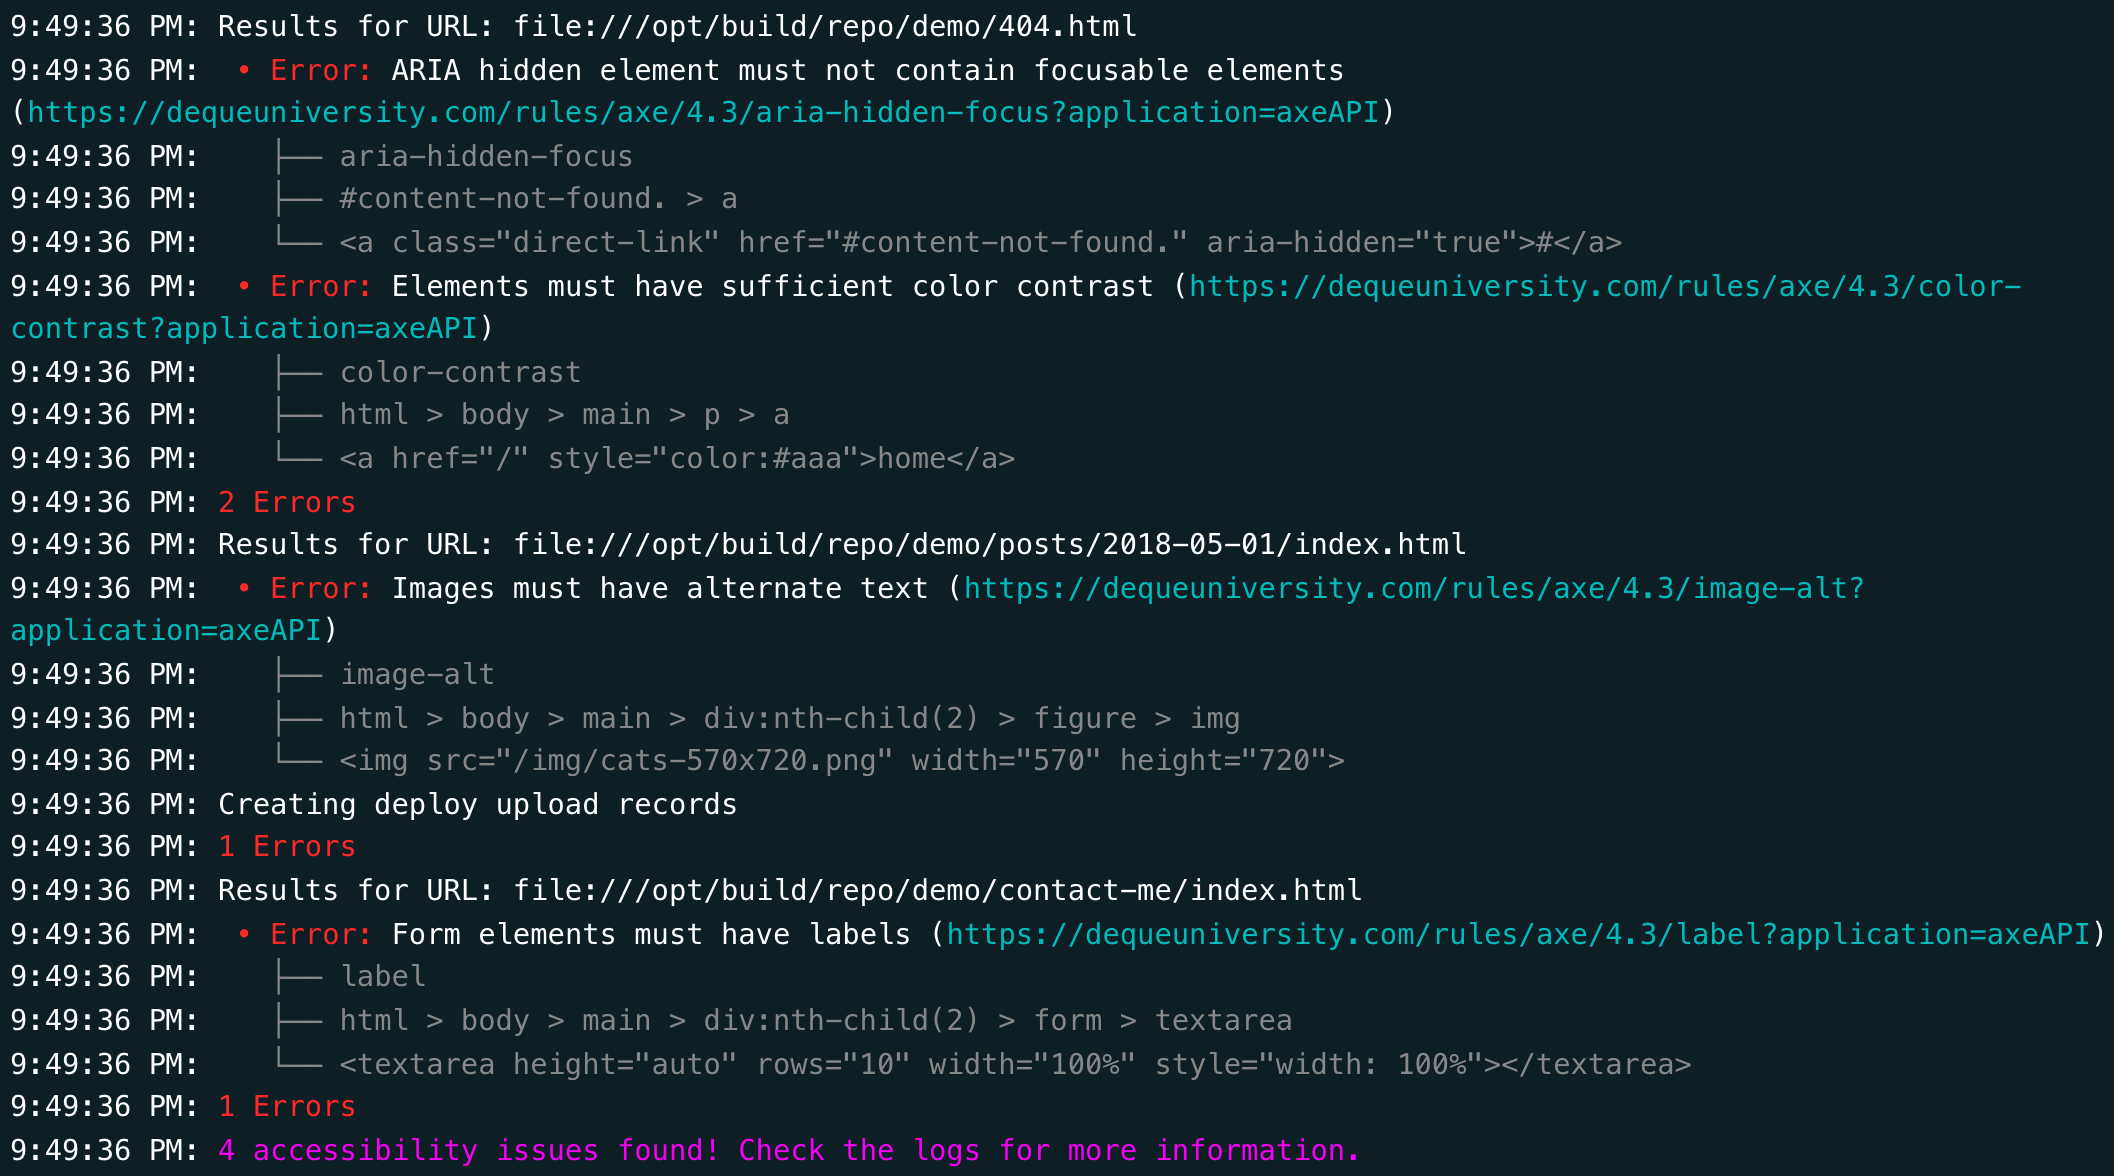 9:49:36 PM: Results for URL: file:///opt/build/repo/demo/404.html
9:49:36 PM:  • Error: ARIA hidden element must not contain focusable elements
(https://dequeuniversity.com/rules/axe/4.3/aria-hidden-focus?application=axeAPI)
9:49:36 PM:    ├── aria-hidden-focus
9:49:36 PM:    ├── #content-not-found. > a
9:49:36 PM:    └── <a class="direct-link" href="#content-not-found." aria-hidden="true">#</a>
9:49:36 PM:  • Error: Elements must have sufficient color contrast (https://dequeuniversity.com/rules/axe/4.3/color-
contrast?application=axeAPI)
9:49:36 PM:    ├── color-contrast
9:49:36 PM:    ├── html > body > main > p > a
9:49:36 PM:    └── <a href="/" style="color:#aaa">home</a>
9:49:36 PM: 2 Errors
9:49:36 PM: Results for URL: file:///opt/build/repo/demo/posts/2018-05-01/index.html
9:49:36 PM:  • Error: Images must have alternate text (https://dequeuniversity.com/rules/axe/4.3/image-alt?
application=axeAPI)
9:49:36 PM:    ├── image-alt
9:49:36 PM:    ├── html > body > main > div:nth-child(2) > figure > img
9:49:36 PM:    └── <img src="/img/cats-570x720.png" width="570" height="720">
9:49:36 PM: Creating deploy upload records
9:49:36 PM: 1 Errors
9:49:36 PM: Results for URL: file:///opt/build/repo/demo/contact-me/index.html
9:49:36 PM:  • Error: Form elements must have labels (https://dequeuniversity.com/rules/axe/4.3/label?application=axeAPI)
9:49:36 PM:    ├── label
9:49:36 PM:    ├── html > body > main > div:nth-child(2) > form > textarea
9:49:36 PM:    └── <textarea height="auto" rows="10" width="100%" style="width: 100%"></textarea>
9:49:36 PM: 1 Errors
9:49:36 PM: 4 accessibility issues found! Check the logs for more information.